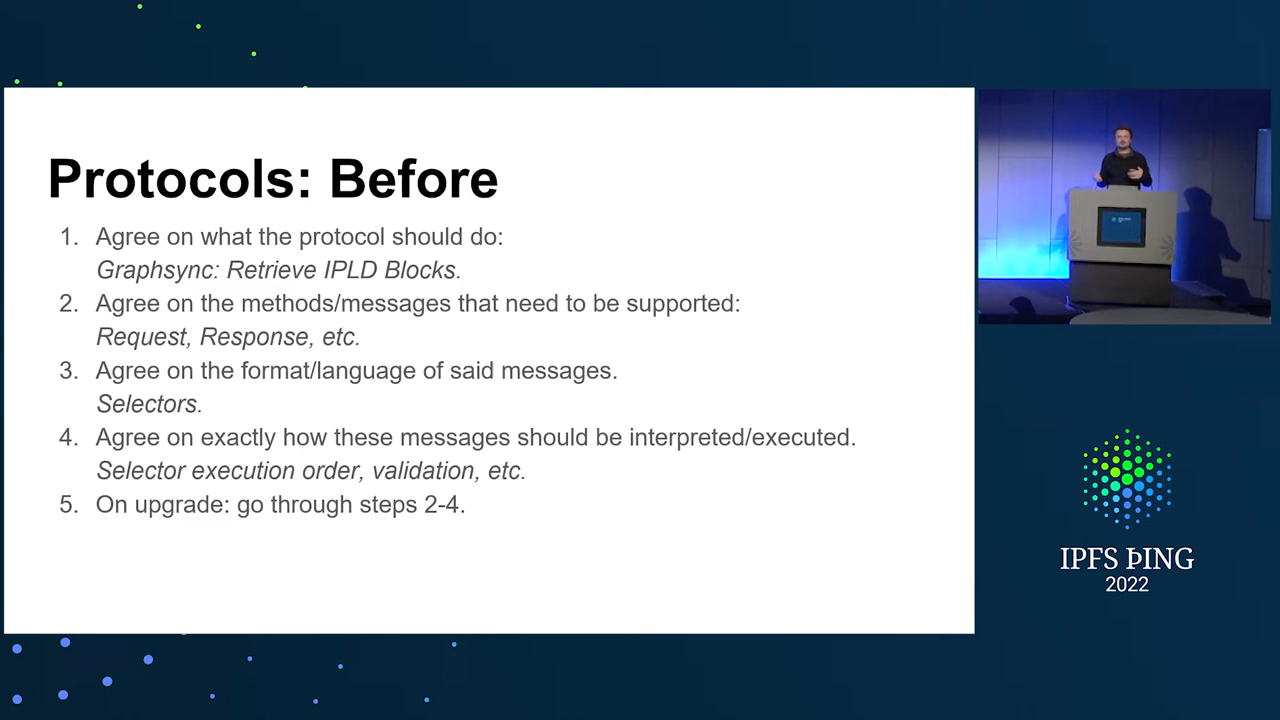 Protocols: Before
1. Agree on what the protocol should do:
Graphsync: Retrieve IPLD Blocks.
2. Agree on the methods/messages that need to be supported:
Request, Response, etc.
3. Agree on the format/language of said messages.
Selectors.
4. Agree on exactly how these messages should be interpreted/executed.
Selector execution order, validation, etc.
5. On upgrade: go through steps 2-4.
IPFS ÞING
2022